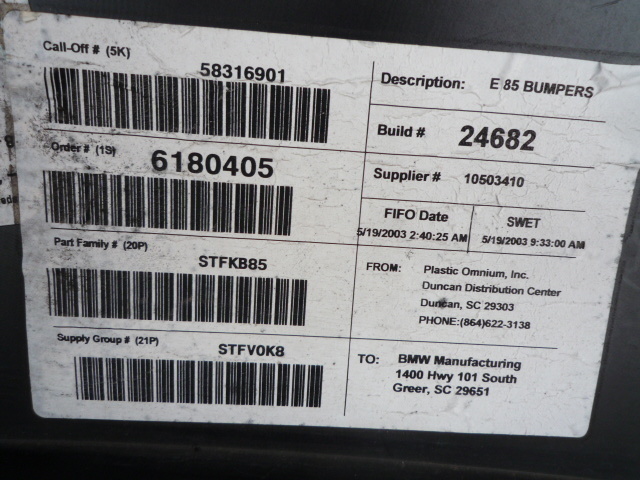 Call-Off # (5K)
58316901
Order # (1S)
6180405
Part Family # (20P)
STFKB85
Supply Group # (21P)
STFV0K8
Description: E 85 BUMPERS
Build # 24682
Supplier # 10503410
FIFO Date
5/19/2003 2:40:25 AM
SWET
5/19/2003 9:33:00 AM
FROM: Plastic Omnium, Inc.
Duncan Distribution Center
Duncan, SC 29303
PHONE:(864)622-3138
TO: BMW Manufacturing
1400 Hwy 101 South
Greer, SC 29651